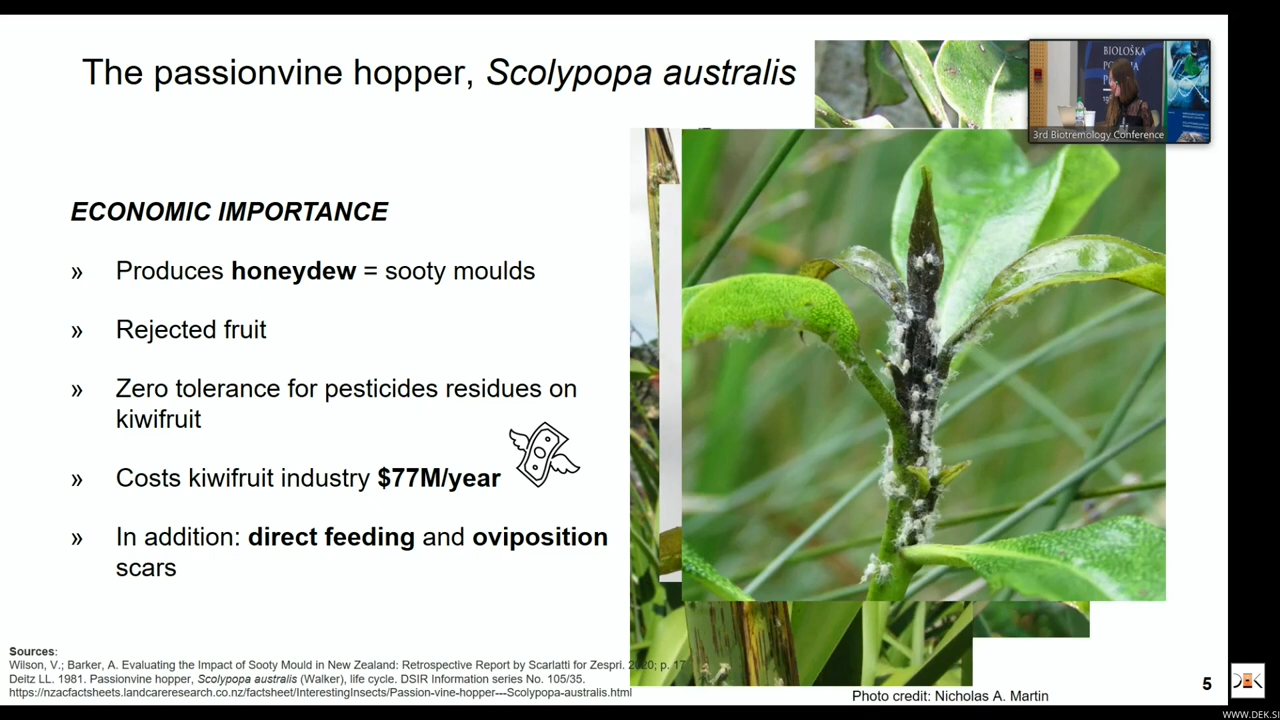 The passionvine hopper, Scolypopa australis
BIOLOŠKA
3rd Biotremology Conference
ECONOMIC IMPORTANCE
» Produces honeydew = sooty moulds
» Rejected fruit
» Zero tolerance for pesticides residues on
kiwifruit
» Costs kiwifruit industry $77M/year
» In addition: direct feeding and oviposition
scars
Sources:
Wilson, V.; Barker, A. Evaluating the Impact of Sooty Mould in New Zealand: Retrospective Report by Scarlatti for Zespri. 2020; p. 17
Deitz LL. 1981. Passionvine hopper, Scolypopa australis (Walker), life cycle. DSIR Information series No. 105/35.
https://nzacfactsheets.landcareresearch.co.nz/factsheet/InterestingInsects/Passion-vine-hopper---Scolypopa-australis.html
Photo credit: Nicholas A. Martin
5
WWW.DEK.SI